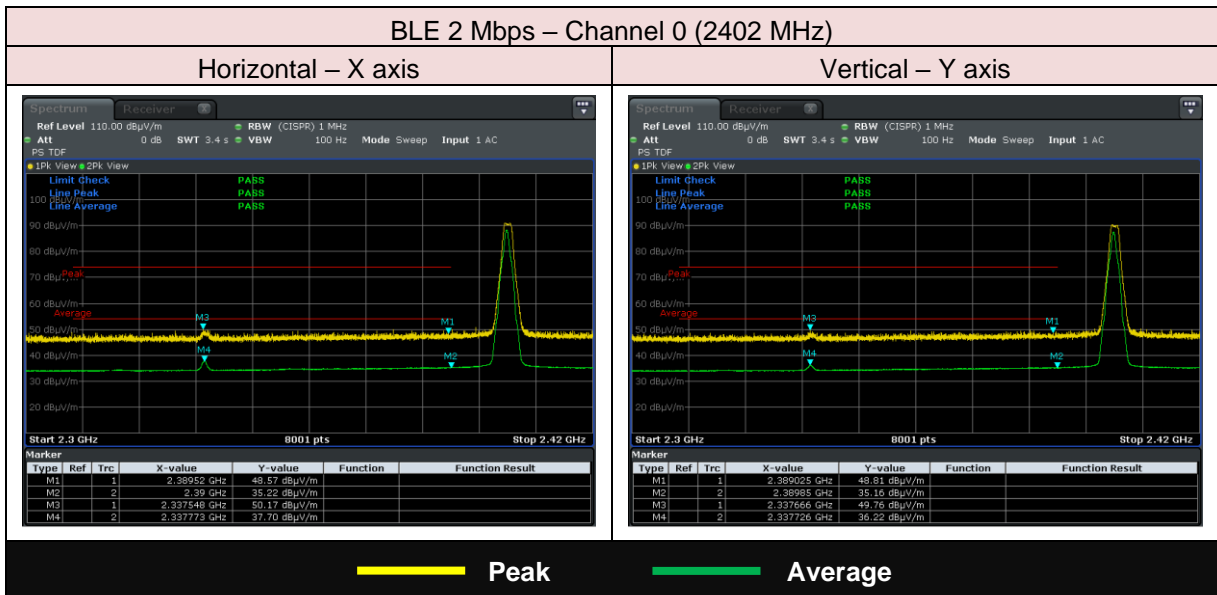 BLE 2 Mbps – Channel 0 (2402 MHz)
Horizontal – X axis
Spectrum Receiver X
Ref Level 110.00 dBµV/m RBW (CISPR) 1 MHz
Att 0 dB SWT 3.4 s VBW 100 Hz Mode Sweep Input 1 AC
PS TDF
1Pk View 2Pk View
Limit Check PASS
Line Peak PASS
100 dBµV/m
Line Average PASS
90 dBµV/m
80 dBµV/m
Peak
70 dBµV/m
60 dBµV/m
Average
M3
M1
50 dBµV/m
M4
M2
40 dBµV/m
30 dBµV/m
20 dBµV/m
Start 2.3 GHz 8001 pts Stop 2.42 GHz
Marker
Type Ref Trc X-value Y-value Function Function Result
M1 1 2.38952 GHz 48.57 dBµV/m
M2 2 2.39 GHz 35.22 dBµV/m
M3 1 2.337548 GHz 50.17 dBµV/m
M4 2 2.337773 GHz 37.70 dBµV/m
Vertical – Y axis
Spectrum Receiver X
Ref Level 110.00 dBµV/m RBW (CISPR) 1 MHz
Att 0 dB SWT 3.4 s VBW 100 Hz Mode Sweep Input 1 AC
PS TDF
1Pk View 2Pk View
Limit Check PASS
Line Peak PASS
100 dBµV/m
Line Average PASS
90 dBµV/m
80 dBµV/m
Peak
70 dBµV/m
60 dBµV/m
Average
M3
M1
50 dBµV/m
M4
M2
40 dBµV/m
30 dBµV/m
20 dBµV/m
Start 2.3 GHz 8001 pts Stop 2.42 GHz
Marker
Type Ref Trc X-value Y-value Function Function Result
M1 1 2.389025 GHz 48.81 dBµV/m
M2 2 2.38985 GHz 35.16 dBµV/m
M3 1 2.337666 GHz 49.76 dBµV/m
M4 2 2.337726 GHz 36.22 dBµV/m
Peak Average